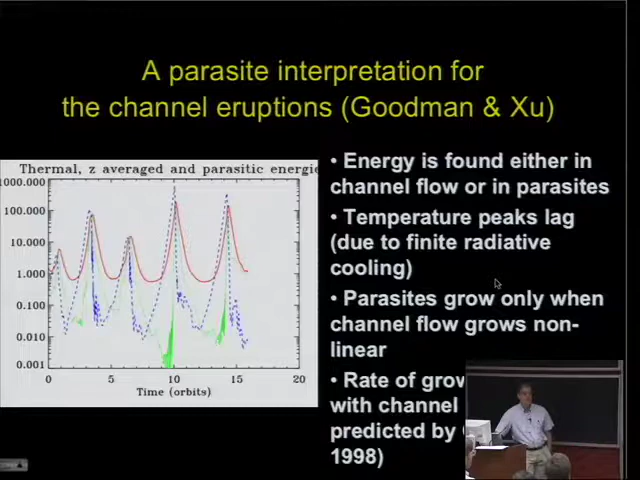 A parasite interpretation for
the channel eruptions (Goodman & Xu)
Thermal, z averaged and parasitic energie
1000.000
100.000
10.000
1.000
0.100
0.010
0.001
0 5 10 15 20
Time (orbits)
• Energy is found either in
channel flow or in parasites
• Temperature peaks lag
(due to finite radiative
cooling)
• Parasites grow only when
channel flow grows non-
linear
• Rate of grow
with channel
predicted by
1998)